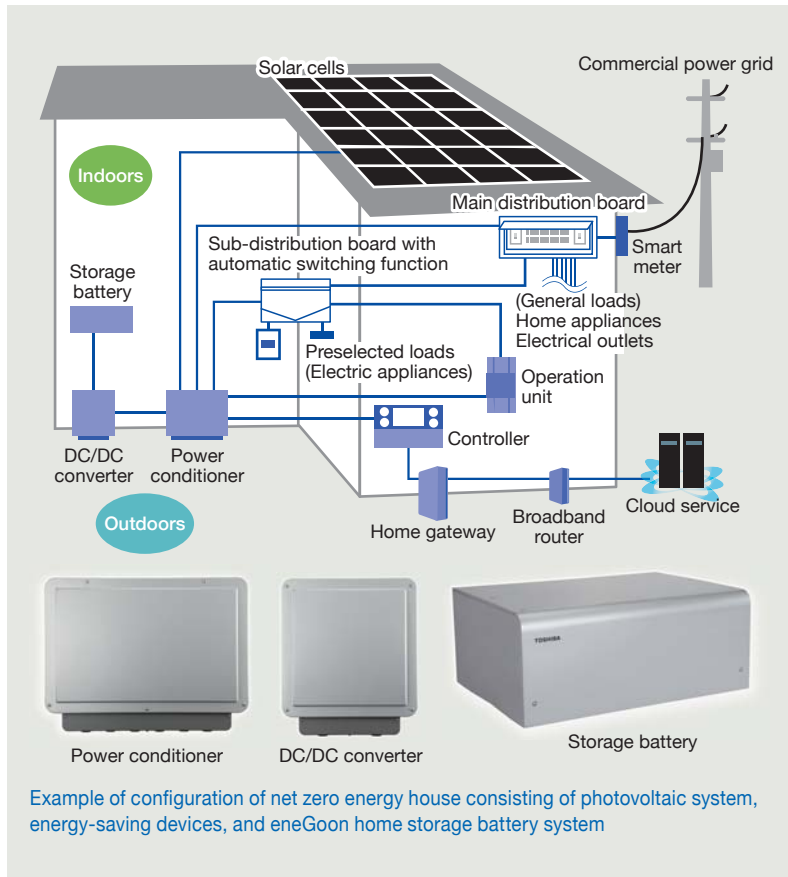 Solar cells
Commercial power grid
Indoors
Main distribution board
Sub-distribution board with
automatic switching function
Smart
meter
Storage
battery
(General loads)
Home appliances
Electrical outlets
Preselected loads
(Electric appliances)
Operation
unit
Controller
DC/DC
converter
Power
conditioner
Outdoors
Home gateway
Broadband
router
Cloud service
TOSHIBA
Power conditioner
DC/DC converter
Storage battery
Example of configuration of net zero energy house consisting of photovoltaic system,
energy-saving devices, and eneGoon home storage battery system